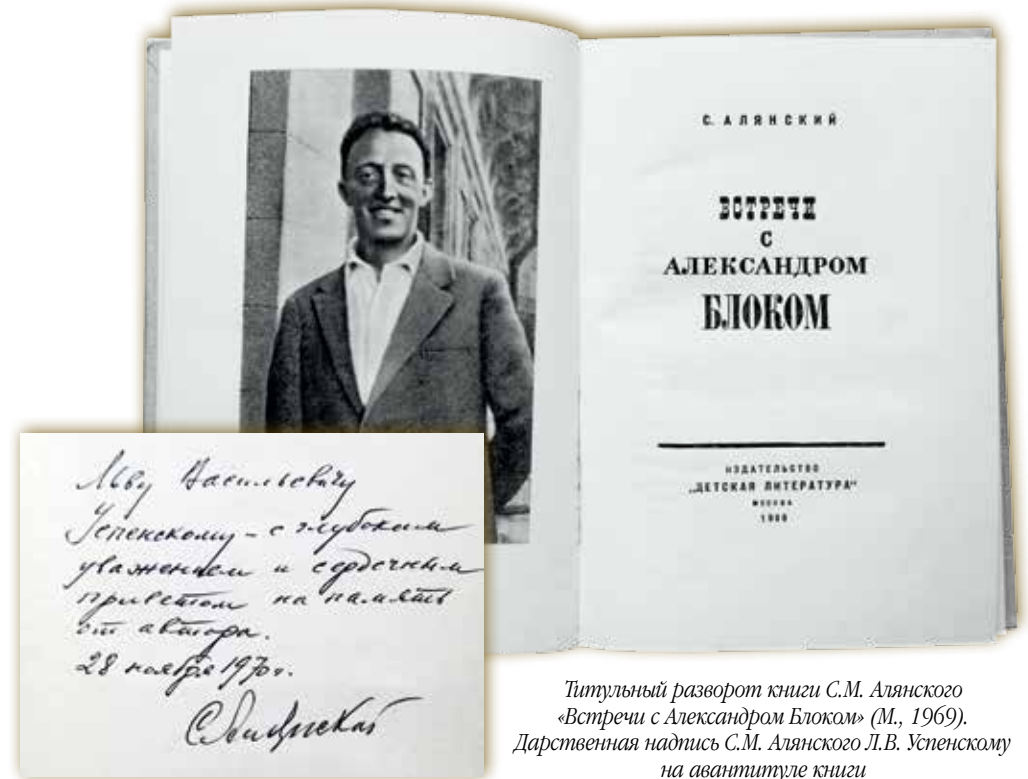 С. АЛЯНСКИЙ
ВСТРЕЧИ
С
АЛЕКСАНДРОМ
БЛОКОМ
ИЗДАТЕЛЬСТВО
„ДЕТСКАЯ ЛИТЕРАТУРА“
МОСКВА
1969
Льву Васильевичу
Успенскому – с глубоким
уважением и сердечным
приветом на память
от автора.
28 ноября 1970 г.
С. Алянский
Титульный разворот книги С.М. Алянского
«Встречи с Александром Блоком» (М., 1969).
Дарственная надпись С.М. Алянского Л.В. Успенскому
на авантитуле книги